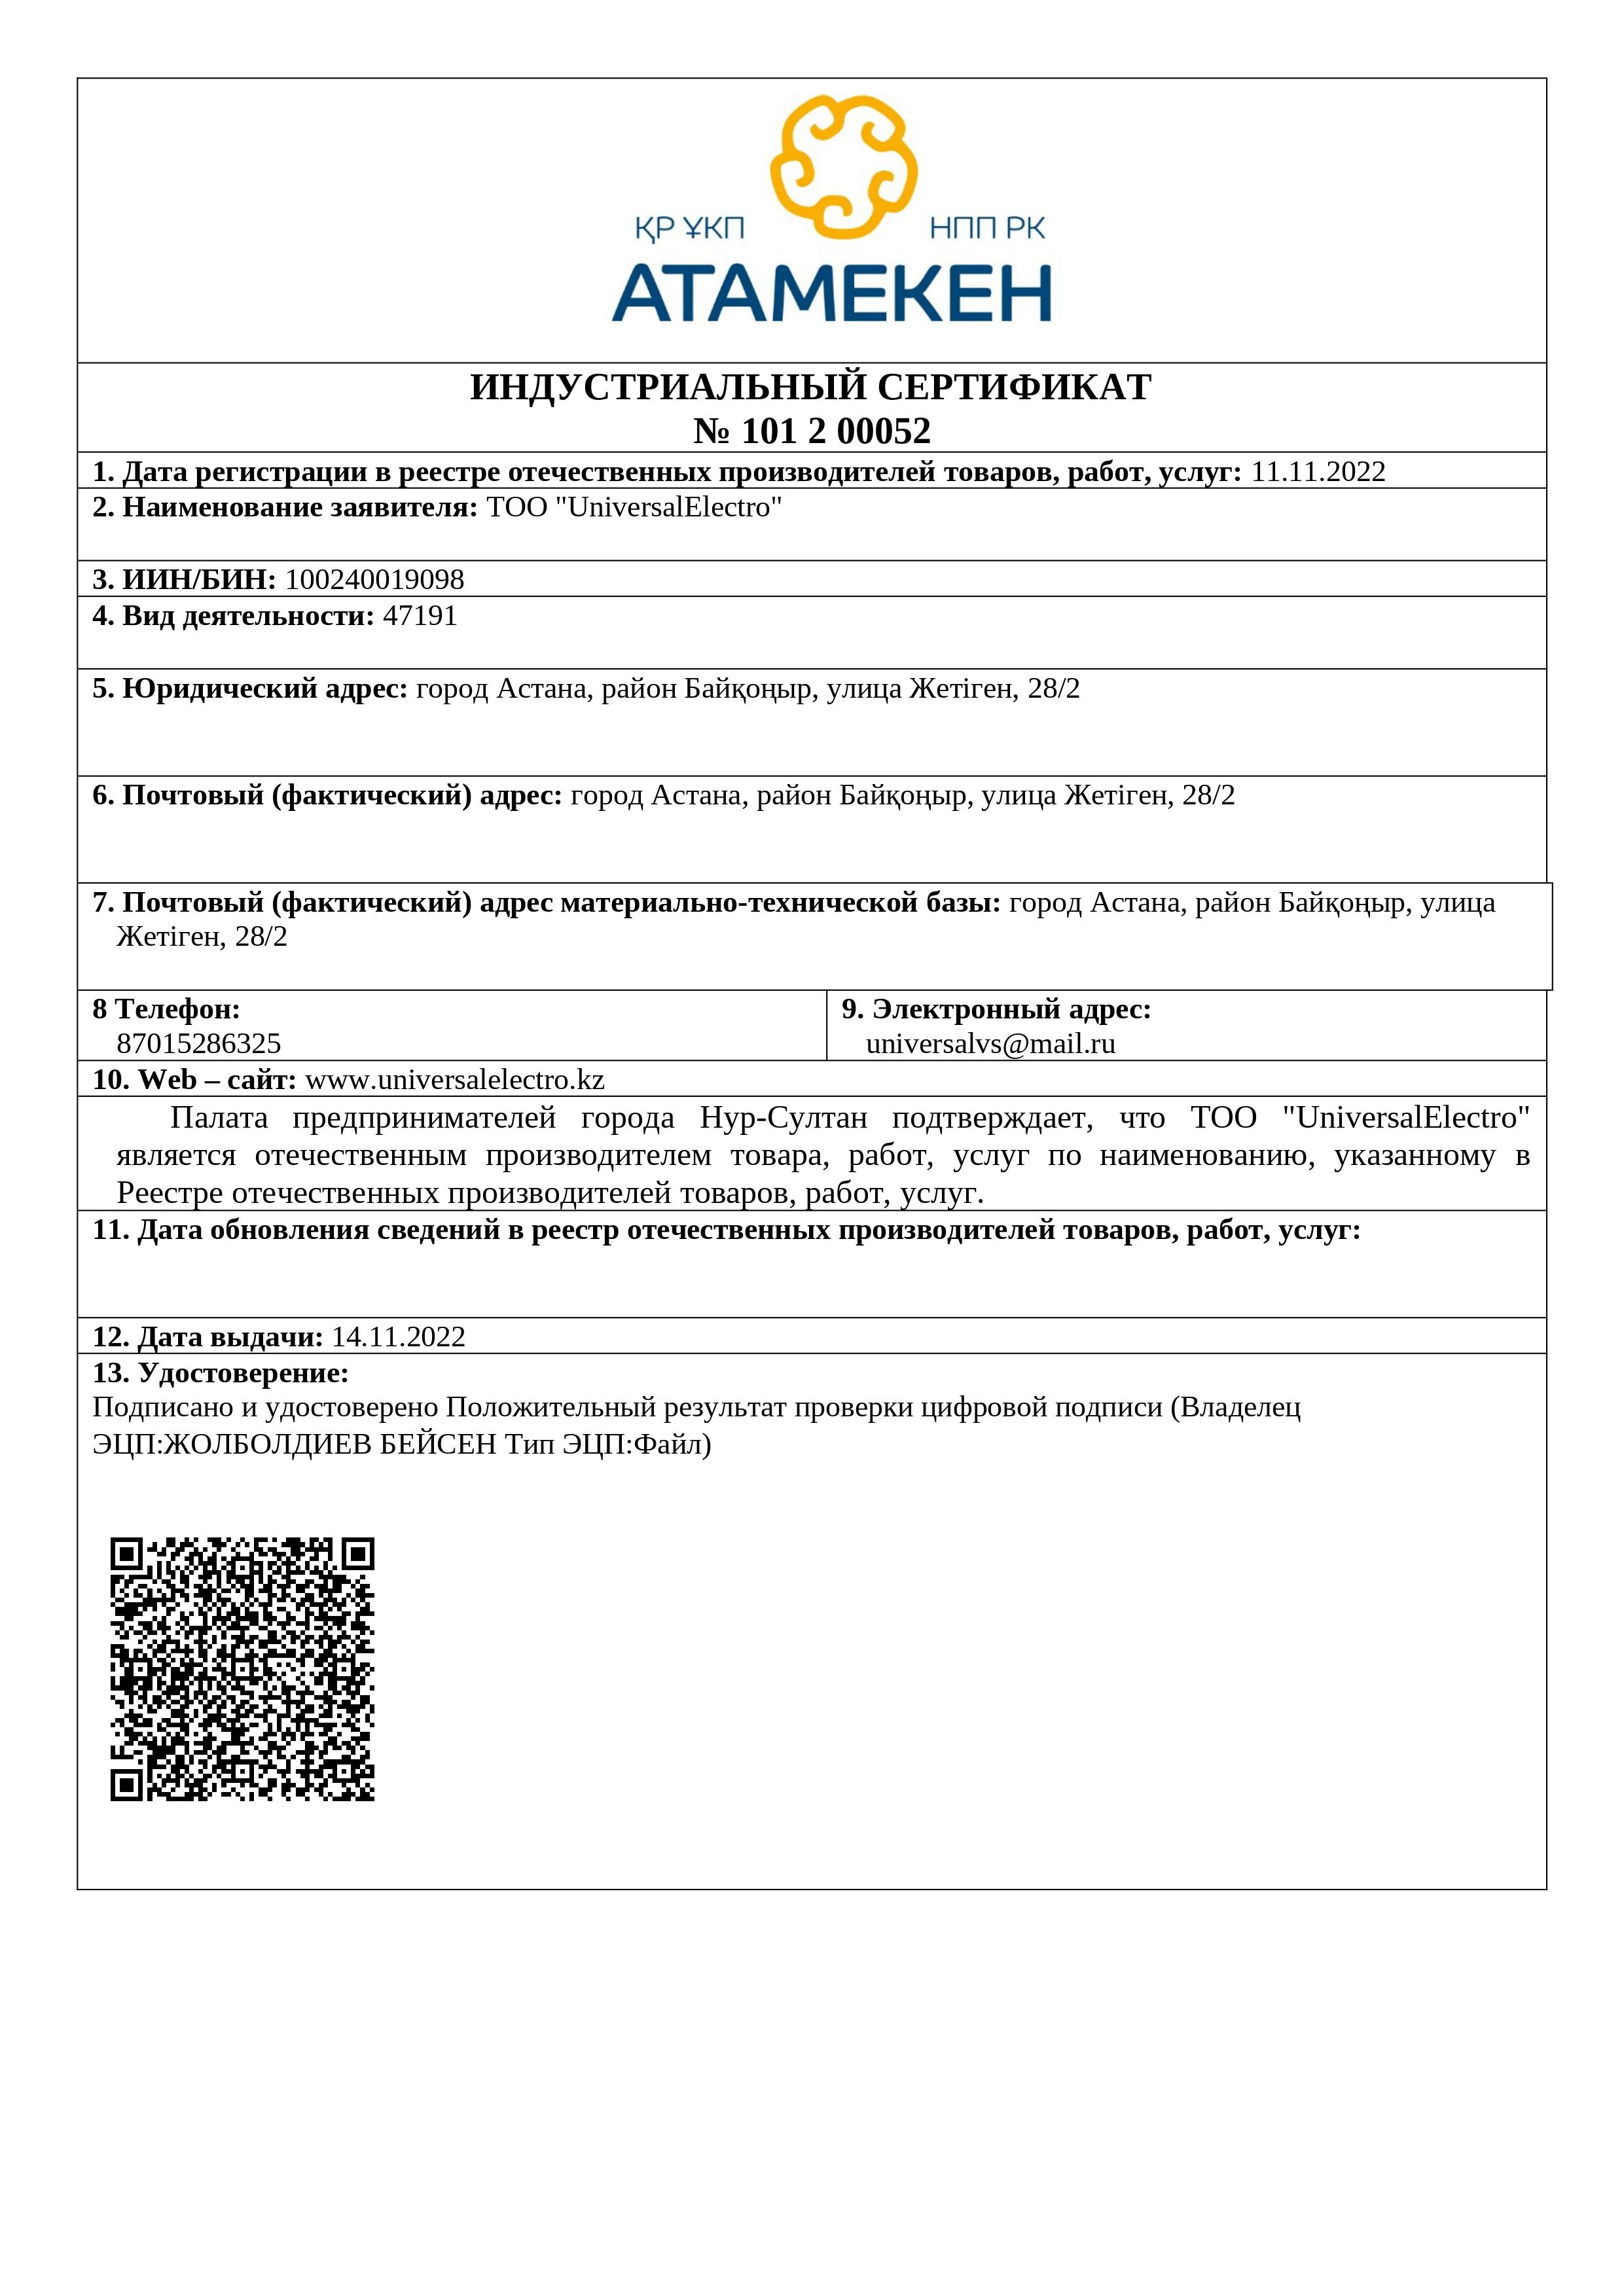 ҚР ҰКП НПП РК
АТАМЕКЕН
ИНДУСТРИАЛЬНЫЙ СЕРТИФИКАТ
№ 101 2 00052
1. Дата регистрации в реестре отечественных производителей товаров, работ, услуг: 11.11.2022
2. Наименование заявителя: ТОО "UniversalElectro"
3. ИИН/БИН: 100240019098
4. Вид деятельности: 47191
5. Юридический адрес: город Астана, район Байқоңыр, улица Жетіген, 28/2
6. Почтовый (фактический) адрес: город Астана, район Байқоңыр, улица Жетіген, 28/2
7. Почтовый (фактический) адрес материально-технической базы: город Астана, район Байқоңыр, улица
Жетіген, 28/2
8 Телефон:
87015286325
9. Электронный адрес:
universalvs@mail.ru
10. Web – сайт: www.universalelectro.kz
Палата предпринимателей города Нур-Султан подтверждает, что ТОО "UniversalElectro"
является отечественным производителем товара, работ, услуг по наименованию, указанному в
Реестре отечественных производителей товаров, работ, услуг.
11. Дата обновления сведений в реестр отечественных производителей товаров, работ, услуг:
12. Дата выдачи: 14.11.2022
13. Удостоверение:
Подписано и удостоверено Положительный результат проверки цифровой подписи (Владелец
ЭЦП:ЖОЛБОЛДИЕВ БЕЙСЕН Тип ЭЦП:Файл)